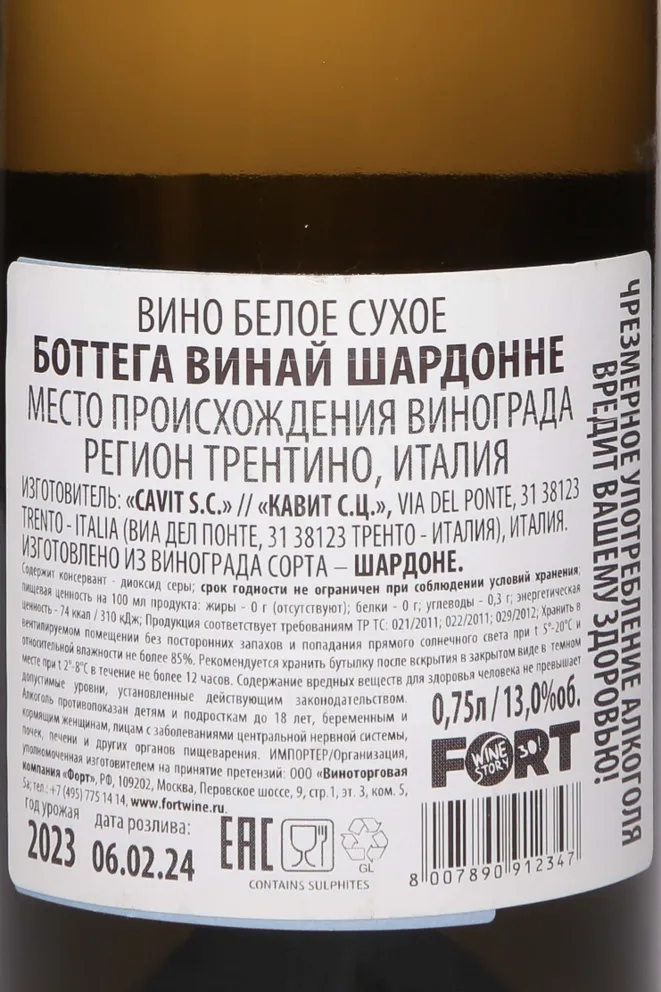 ВИНО БЕЛОЕ СУХОЕ
БОТТЕГА ВИНАЙ ШАРДОННЕ
МЕСТО ПРОИСХОЖДЕНИЯ ВИНОГРАДА
РЕГИОН ТРЕНТИНО, ИТАЛИЯ
ИЗГОТОВИТЕЛЬ: «CAVIT S.C.» // «КАВИТ С.Ц.», VIA DEL PONTE, 31 38123
TRENTO - ITALIA (ВИА ДЕЛ ПОНТЕ, 31 38123 ТРЕНТО - ИТАЛИЯ), ИТАЛИЯ.
ИЗГОТОВЛЕНО ИЗ ВИНОГРАДА СОРТА – ШАРДОНЕ.
Содержит консервант - диоксид серы; срок годности не ограничен при соблюдении условий хранения;
пищевая ценность на 100 мл продукта: жиры - 0 г (отсутствуют); белки - 0 г; углеводы - 0,3 г; энергетическая
ценность - 74 ккал / 310 кДж; Продукция соответствует требованиям ТР ТС: 021/2011; 022/2011; 029/2012; Хранить в
вентилируемом помещении без посторонних запахов и попадания прямого солнечного света при t 5°-20°C и
относительной влажности не более 85%. Рекомендуется хранить бутылку после вскрытия в закрытом виде в темном
месте при t 2°-8°C в течение не более 12 часов. Содержание вредных веществ для здоровья человека не превышает
допустимые уровни, установленные действующим законодательством.
Алкоголь противопоказан детям и подросткам до 18 лет, беременным и
кормящим женщинам, лицам с заболеваниями центральной нервной системы,
почек, печени и других органов пищеварения. ИМПОРТЕР/Организация,
уполномоченная изготовителем на принятие претензий: ООО «Виноторговая
компания «Форт», РФ, 109202, Москва, Перовское шоссе, 9, стр.1, эт. 3, ком. 5,
5а; тел.: +7 (495) 775 14 14, www.fortwine.ru.
год урожая
2023
дата розлива:
06.02.24
EAC
GL
CONTAINS SULPHITES
0,75л / 13,0%об.
FORT
WINE STORY
30!
8 007890 912347
ЧРЕЗМЕРНОЕ УПОТРЕБЛЕНИЕ АЛКОГОЛЯ
ВРЕДИТ ВАШЕМУ ЗДОРОВЬЮ!